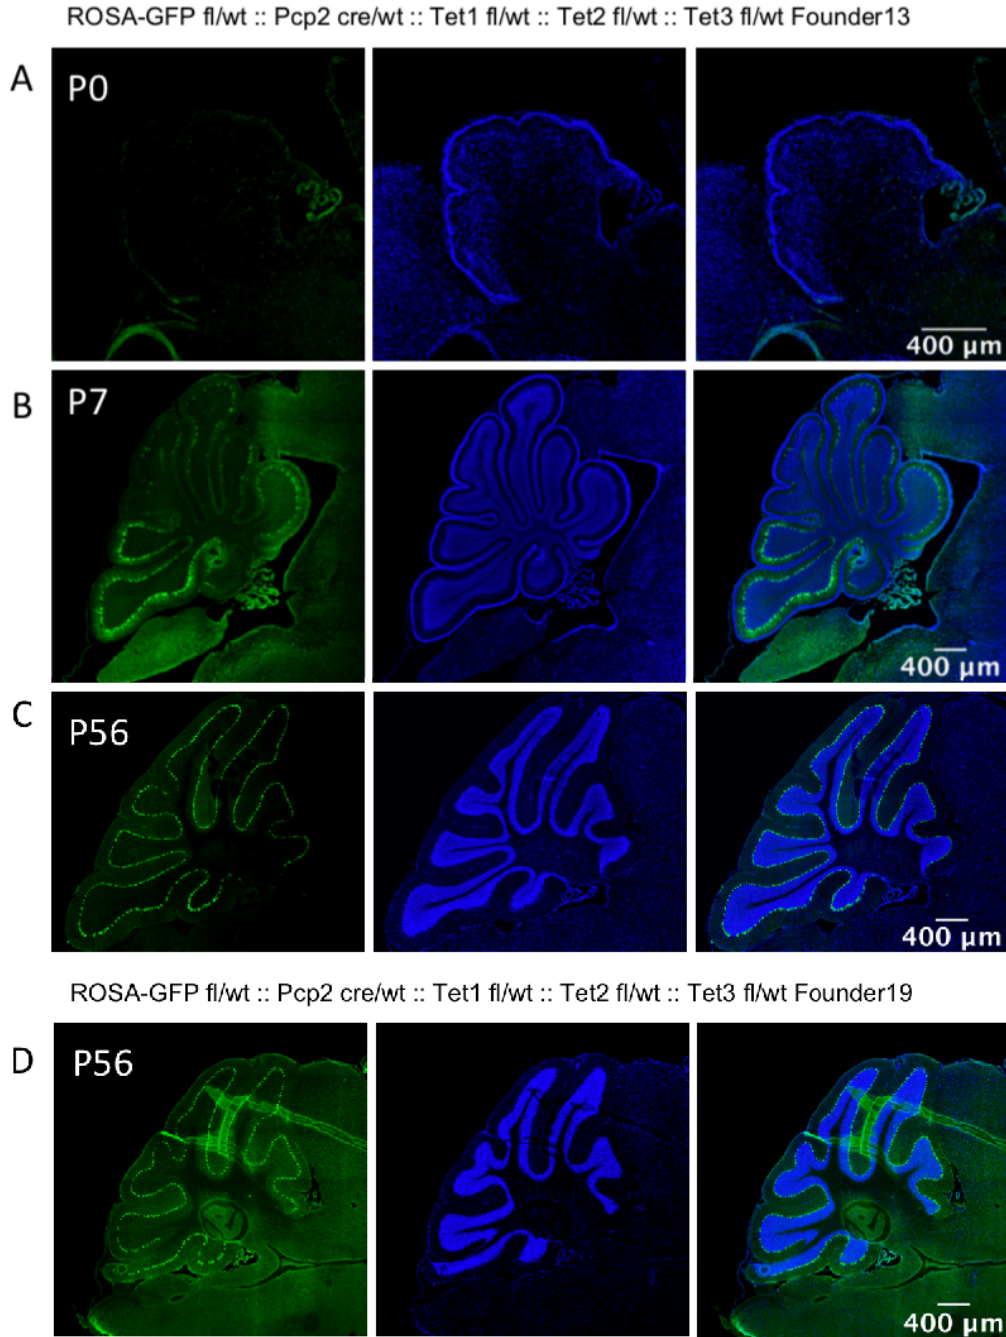 ROSA-GFP fl/wt :: Pcp2 cre/wt :: Tet1 fl/wt :: Tet2 fl/wt :: Tet3 fl/wt Founder13
A
P0
400 µm
B
P7
400 µm
C
P56
400 µm
ROSA-GFP fl/wt :: Pcp2 cre/wt :: Tet1 fl/wt :: Tet2 fl/wt :: Tet3 fl/wt Founder19
D
P56
400 µm